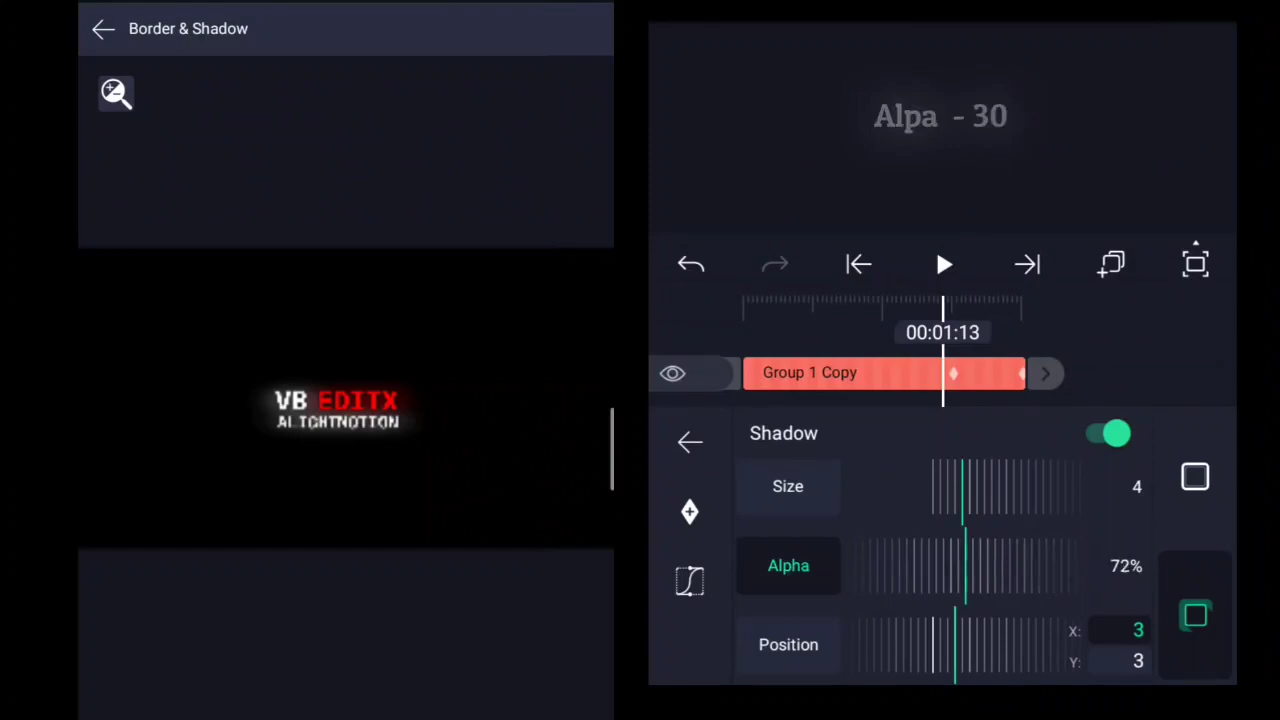 Border & Shadow
VB EDITX
ALIGHTMOTION
Alpa - 30
00:01:13
Group 1 Copy
Shadow
Size 4
Alpha 72%
Position X: 3
Y: 3